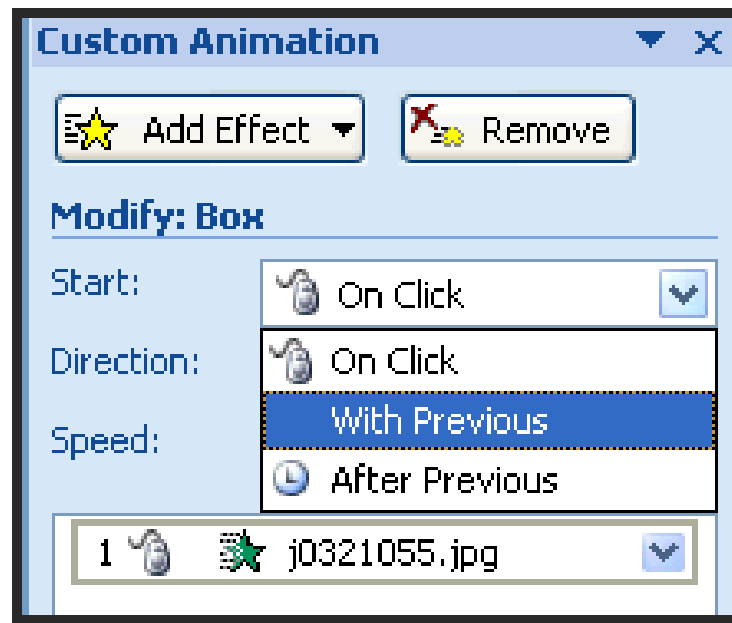 Custom Animation
Add Effect Remove
Modify: Box
Start: On Click
Direction: On Click
With Previous
Speed:
After Previous
1 j0321055.jpg